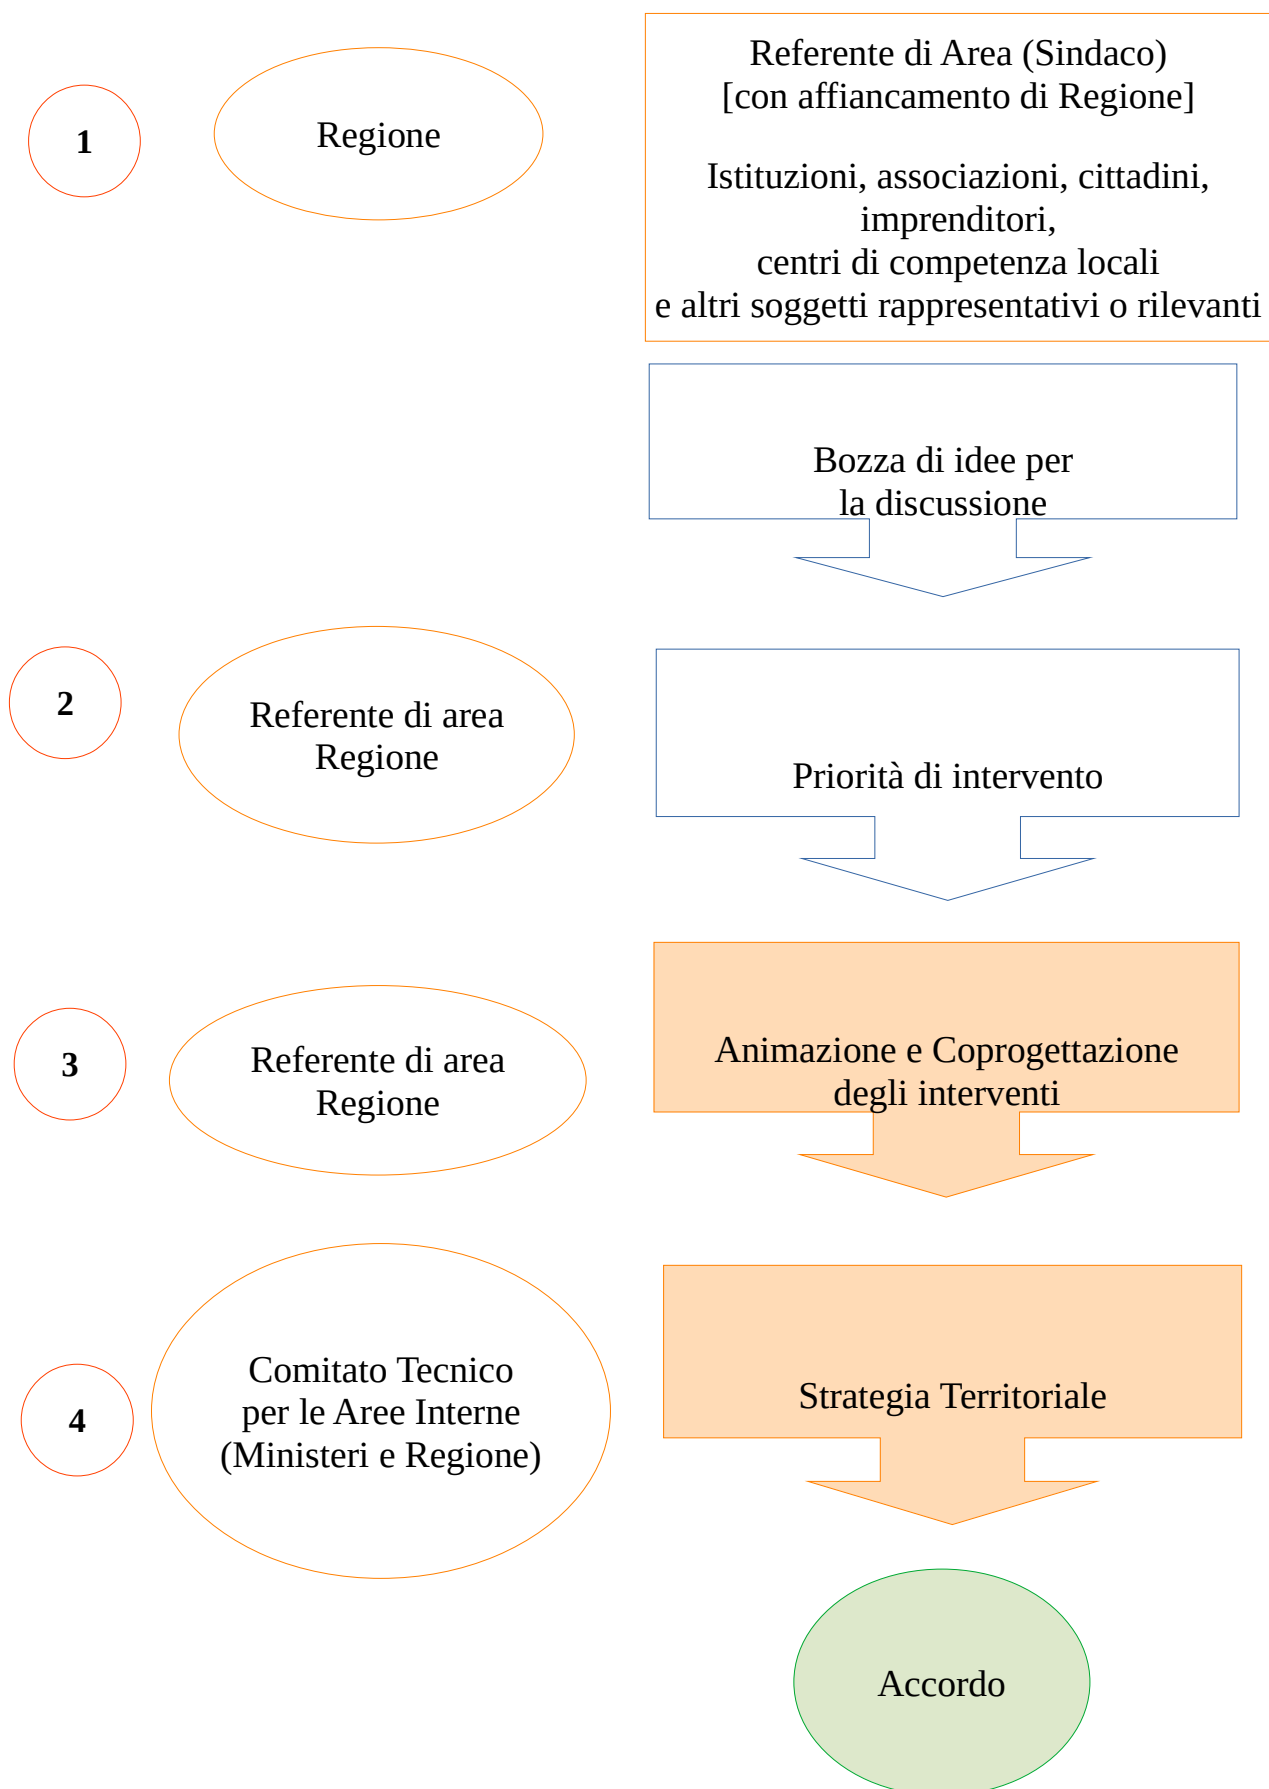 1
Regione
Referente di Area (Sindaco)
[con affiancamento di Regione]
Istituzioni, associazioni, cittadini,
imprenditori,
centri di competenza locali
e altri soggetti rappresentativi o rilevanti
Bozza di idee per
la discussione
2
Referente di area
Regione
Priorità di intervento
3
Referente di area
Regione
Animazione e Coprogettazione
degli interventi
4
Comitato Tecnico
per le Aree Interne
(Ministeri e Regione)
Strategia Territoriale
Accordo